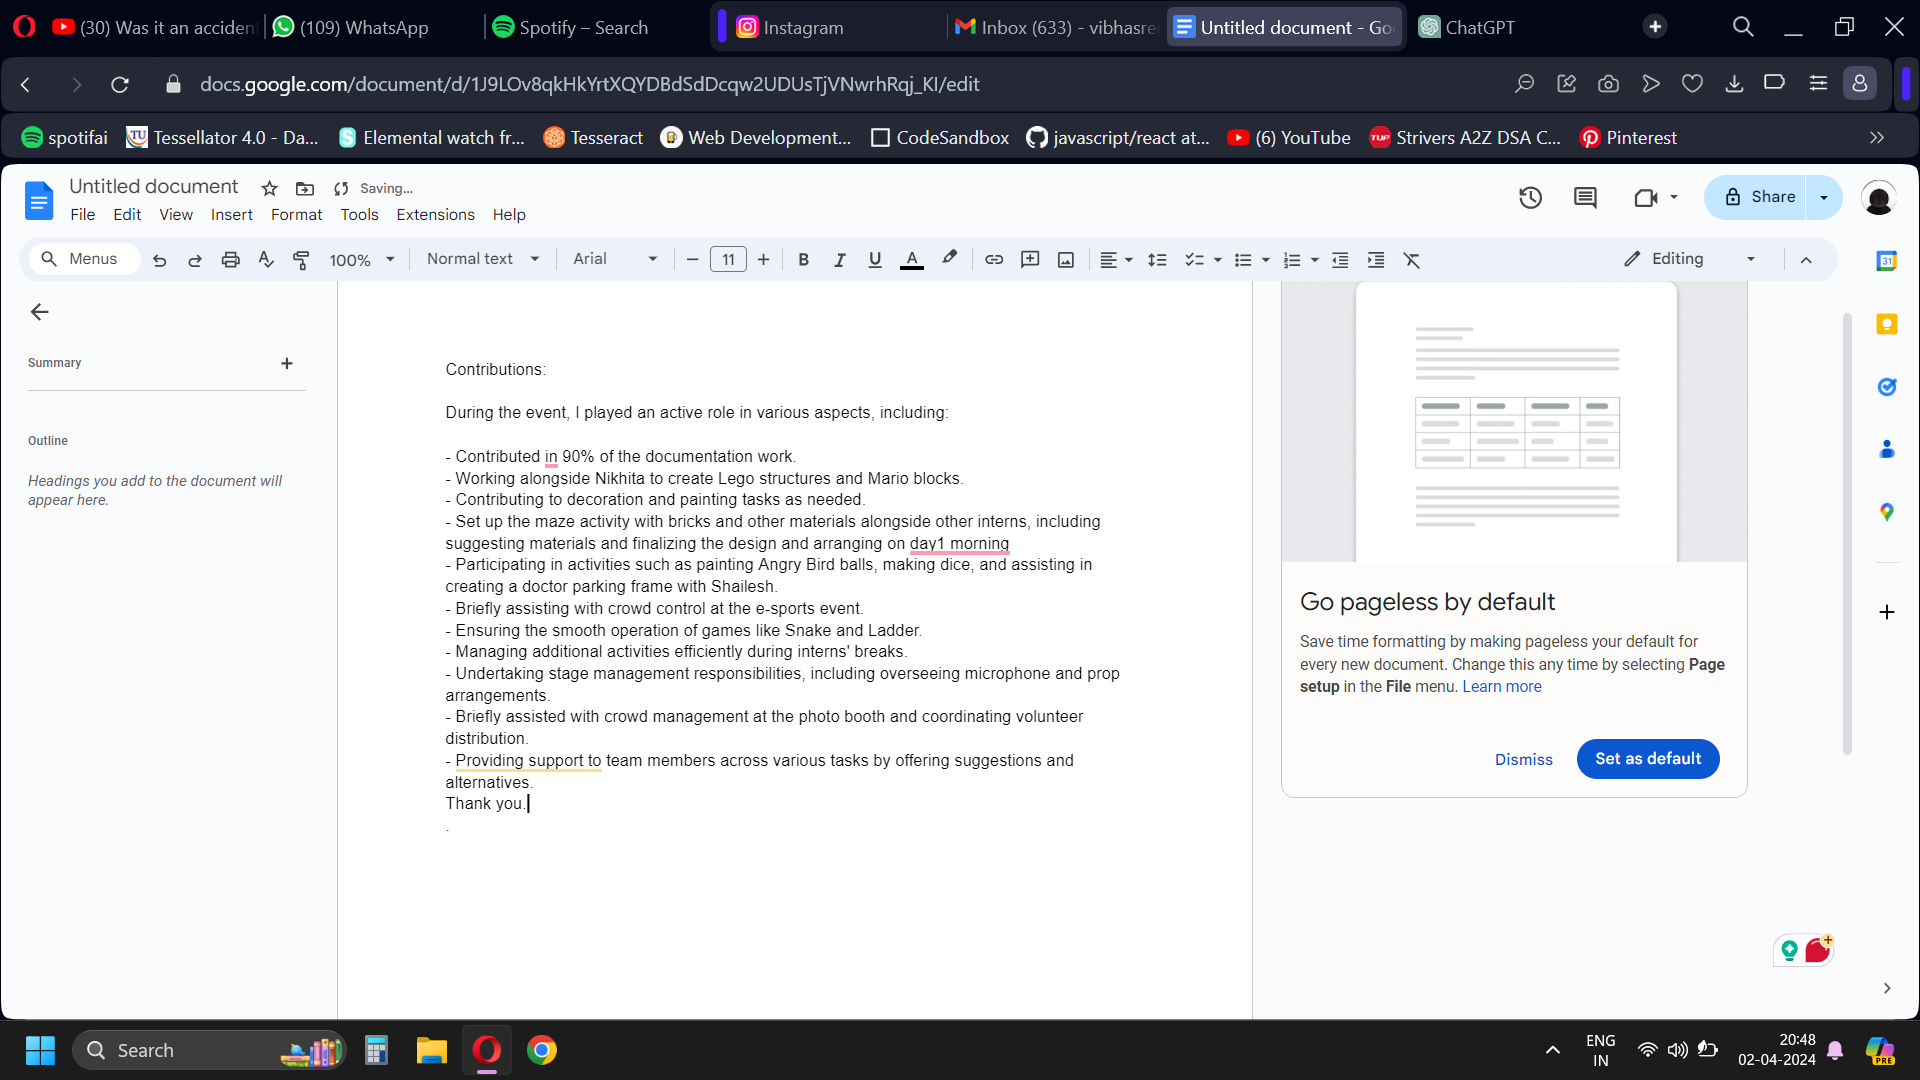 (30) Was it an acciden
(109) WhatsApp
Spotify – Search
Instagram
Inbox (633) - vibhasre
Untitled document - Goo
ChatGPT
docs.google.com/document/d/1J9LOv8qkHkYrtXQYDBdSdDcqw2UDUsTjVNwrhRqj_KI/edit
spotifai
TU
Tessellator 4.0 - Da...
Elemental watch fr...
Tesseract
Web Development...
CodeSandbox
javascript/react at...
(6) YouTube
TUF
Strivers A2Z DSA C...
Pinterest
Untitled document
Saving...
File Edit View Insert Format Tools Extensions Help
Share
Menus
100%
Normal text
Arial
11
B I U A
Editing
31
Summary
Outline
Headings you add to the document will
appear here.
Contributions:
During the event, I played an active role in various aspects, including:
- Contributed in 90% of the documentation work.
- Working alongside Nikhita to create Lego structures and Mario blocks.
- Contributing to decoration and painting tasks as needed.
- Set up the maze activity with bricks and other materials alongside other interns, including
suggesting materials and finalizing the design and arranging on day1 morning
- Participating in activities such as painting Angry Bird balls, making dice, and assisting in
creating a doctor parking frame with Shailesh.
- Briefly assisting with crowd control at the e-sports event.
- Ensuring the smooth operation of games like Snake and Ladder.
- Managing additional activities efficiently during interns' breaks.
- Undertaking stage management responsibilities, including overseeing microphone and prop
arrangements.
- Briefly assisted with crowd management at the photo booth and coordinating volunteer
distribution.
- Providing support to team members across various tasks by offering suggestions and
alternatives.
Thank you.
.
Go pageless by default
Save time formatting by making pageless your default for
every new document. Change this any time by selecting Page
setup in the File menu. Learn more
Dismiss
Set as default
Search
ENG
IN
20:48
02-04-2024
PRE